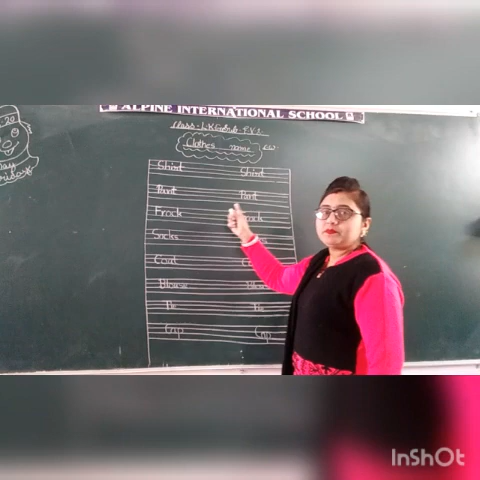 ALPINE INTERNATIONAL SCHOOL
Clothes name C.W.
Shirt Shirt
Pant Pant
Frock
Socks
Coat
Blouse
Tie Tie
Cap Cap
InShOt